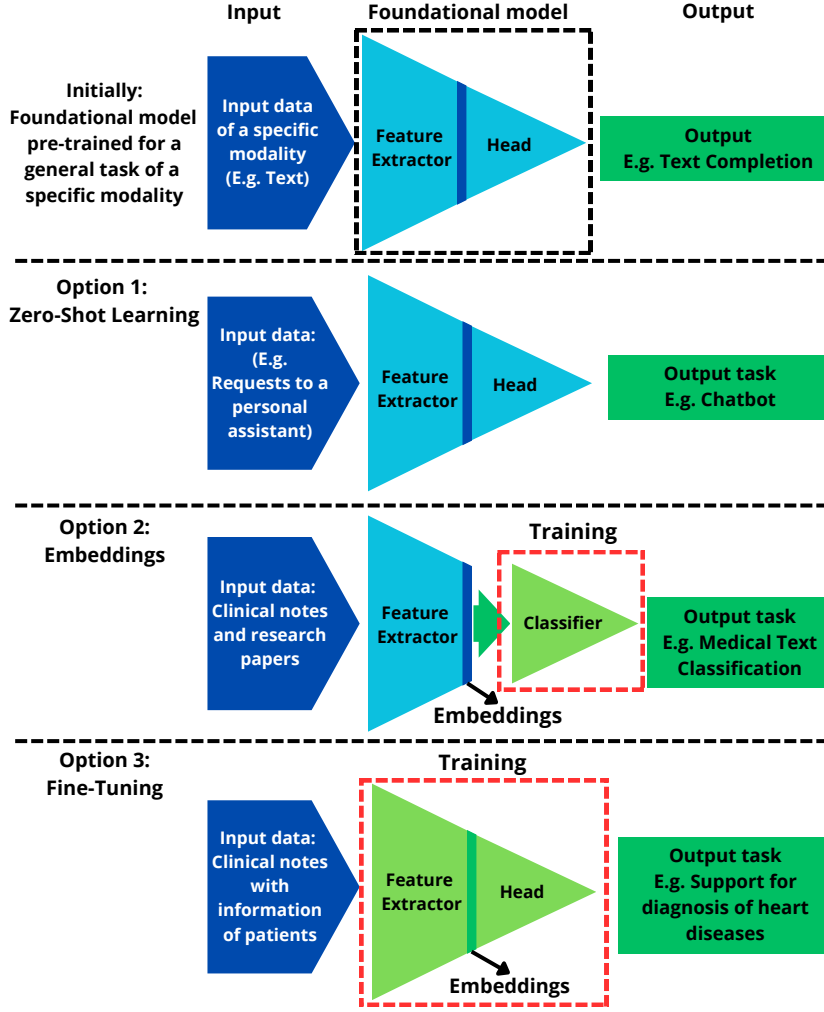 Input
Foundational model
Output
Initially:
Foundational model
pre-trained for a
general task of a
specific modality
Input data
of a specific
modality
(E.g. Text)
Feature
Extractor
Head
Output
E.g. Text Completion
Option 1:
Zero-Shot Learning
Input data:
(E.g.
Requests to a
personal
assistant)
Feature
Extractor
Head
Output task
E.g. Chatbot
Option 2:
Embeddings
Input data:
Clinical notes
and research
papers
Feature
Extractor
Embeddings
Training
Classifier
Output task
E.g. Medical Text
Classification
Option 3:
Fine-Tuning
Input data:
Clinical notes
with
information
of patients
Training
Feature
Extractor
Head
Embeddings
Output task
E.g. Support for
diagnosis of heart
diseases